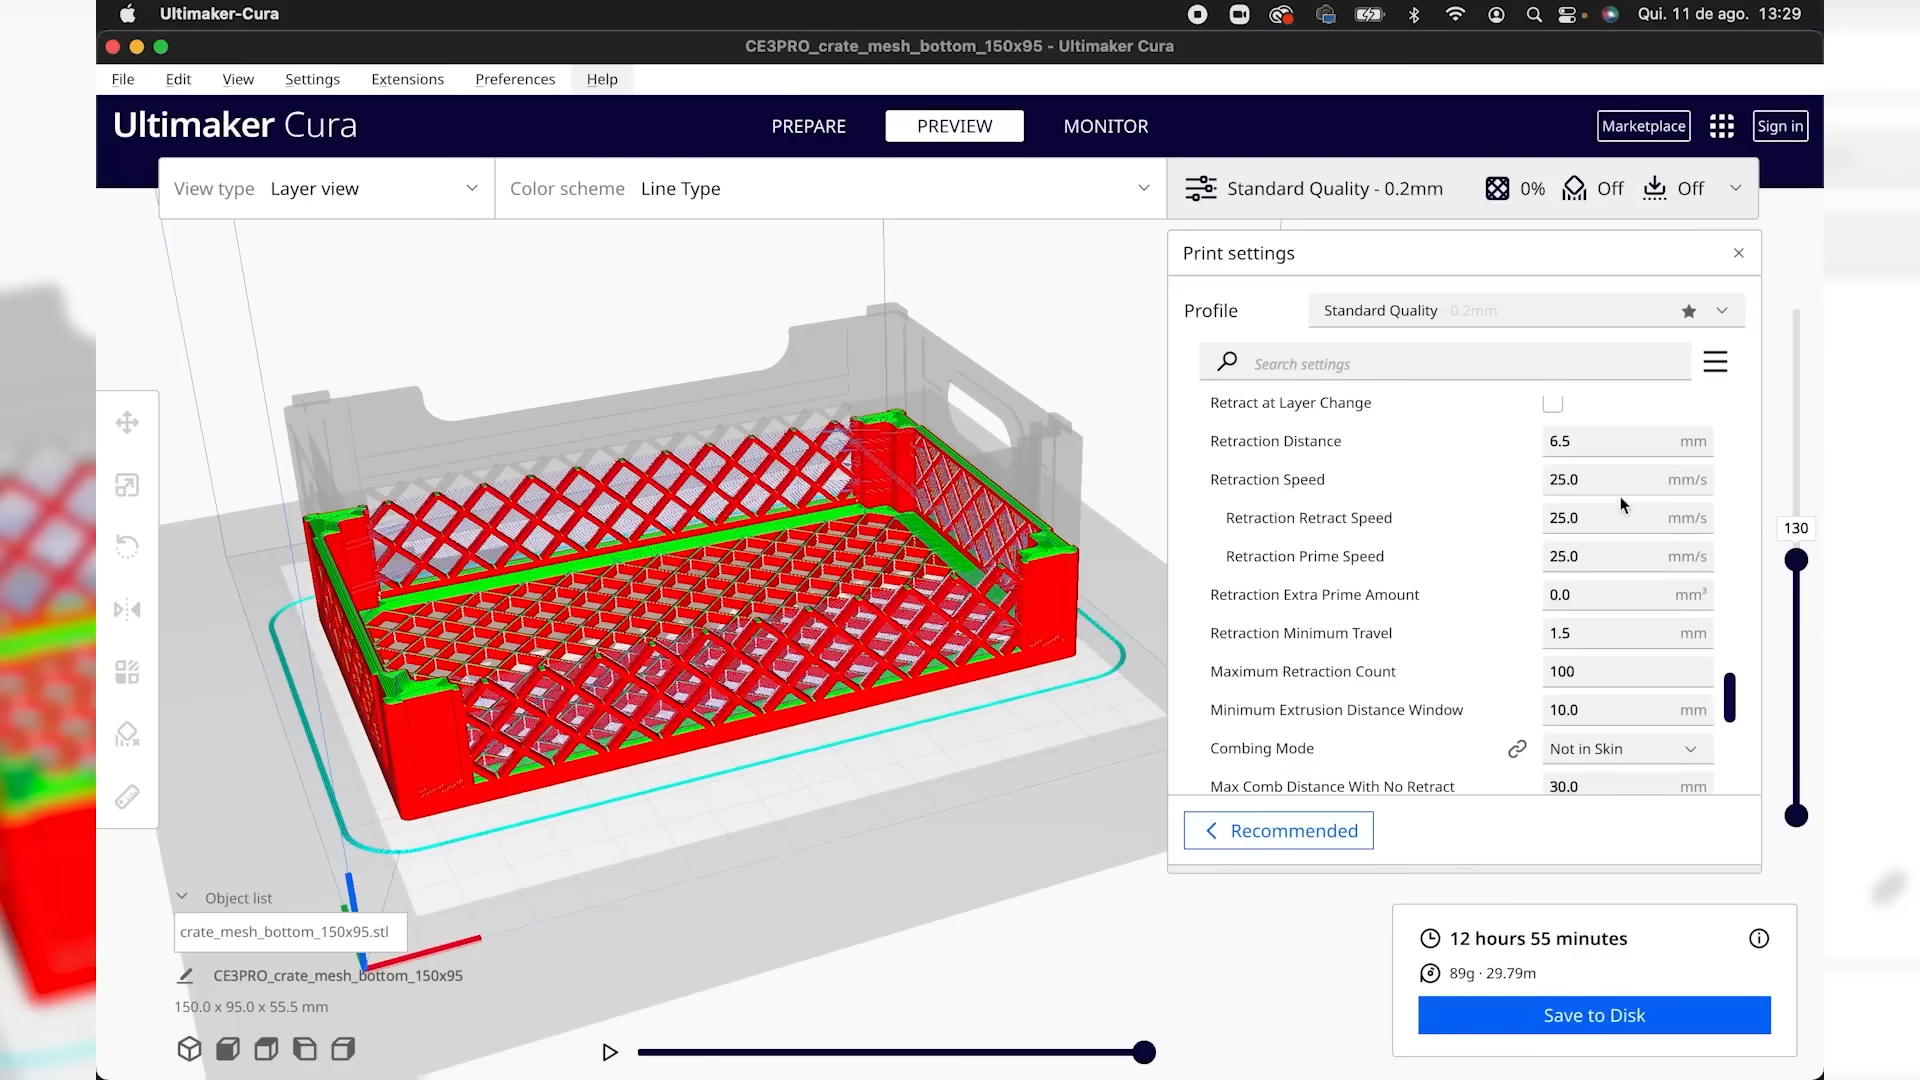 Ultimaker-Cura
Qui. 11 de ago. 13:29
CE3PRO_crate_mesh_bottom_150x95 - Ultimaker Cura
File Edit View Settings Extensions Preferences Help
Ultimaker Cura
PREPARE PREVIEW MONITOR
Marketplace
Sign in
View type Layer view
Color scheme Line Type
Standard Quality - 0.2mm 0% Off Off
Print settings
Profile Standard Quality - 0.2mm
Search settings
Retract at Layer Change
Retraction Distance 6.5 mm
Retraction Speed 25.0 mm/s
Retraction Retract Speed 25.0 mm/s
130
Retraction Prime Speed 25.0 mm/s
Retraction Extra Prime Amount 0.0 mm³
Retraction Minimum Travel 1.5 mm
Maximum Retraction Count 100
Minimum Extrusion Distance Window 10.0 mm
Combing Mode Not in Skin
Max Comb Distance With No Retract 30.0 mm
Recommended
Object list
crate_mesh_bottom_150x95.stl
CE3PRO_crate_mesh_bottom_150x95
150.0 x 95.0 x 55.5 mm
12 hours 55 minutes
89g · 29.79m
Save to Disk